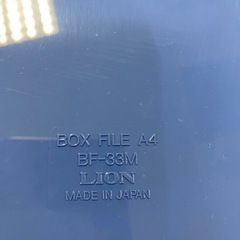 BOX FILE A4
BF-33M
LION
MADE IN JAPAN